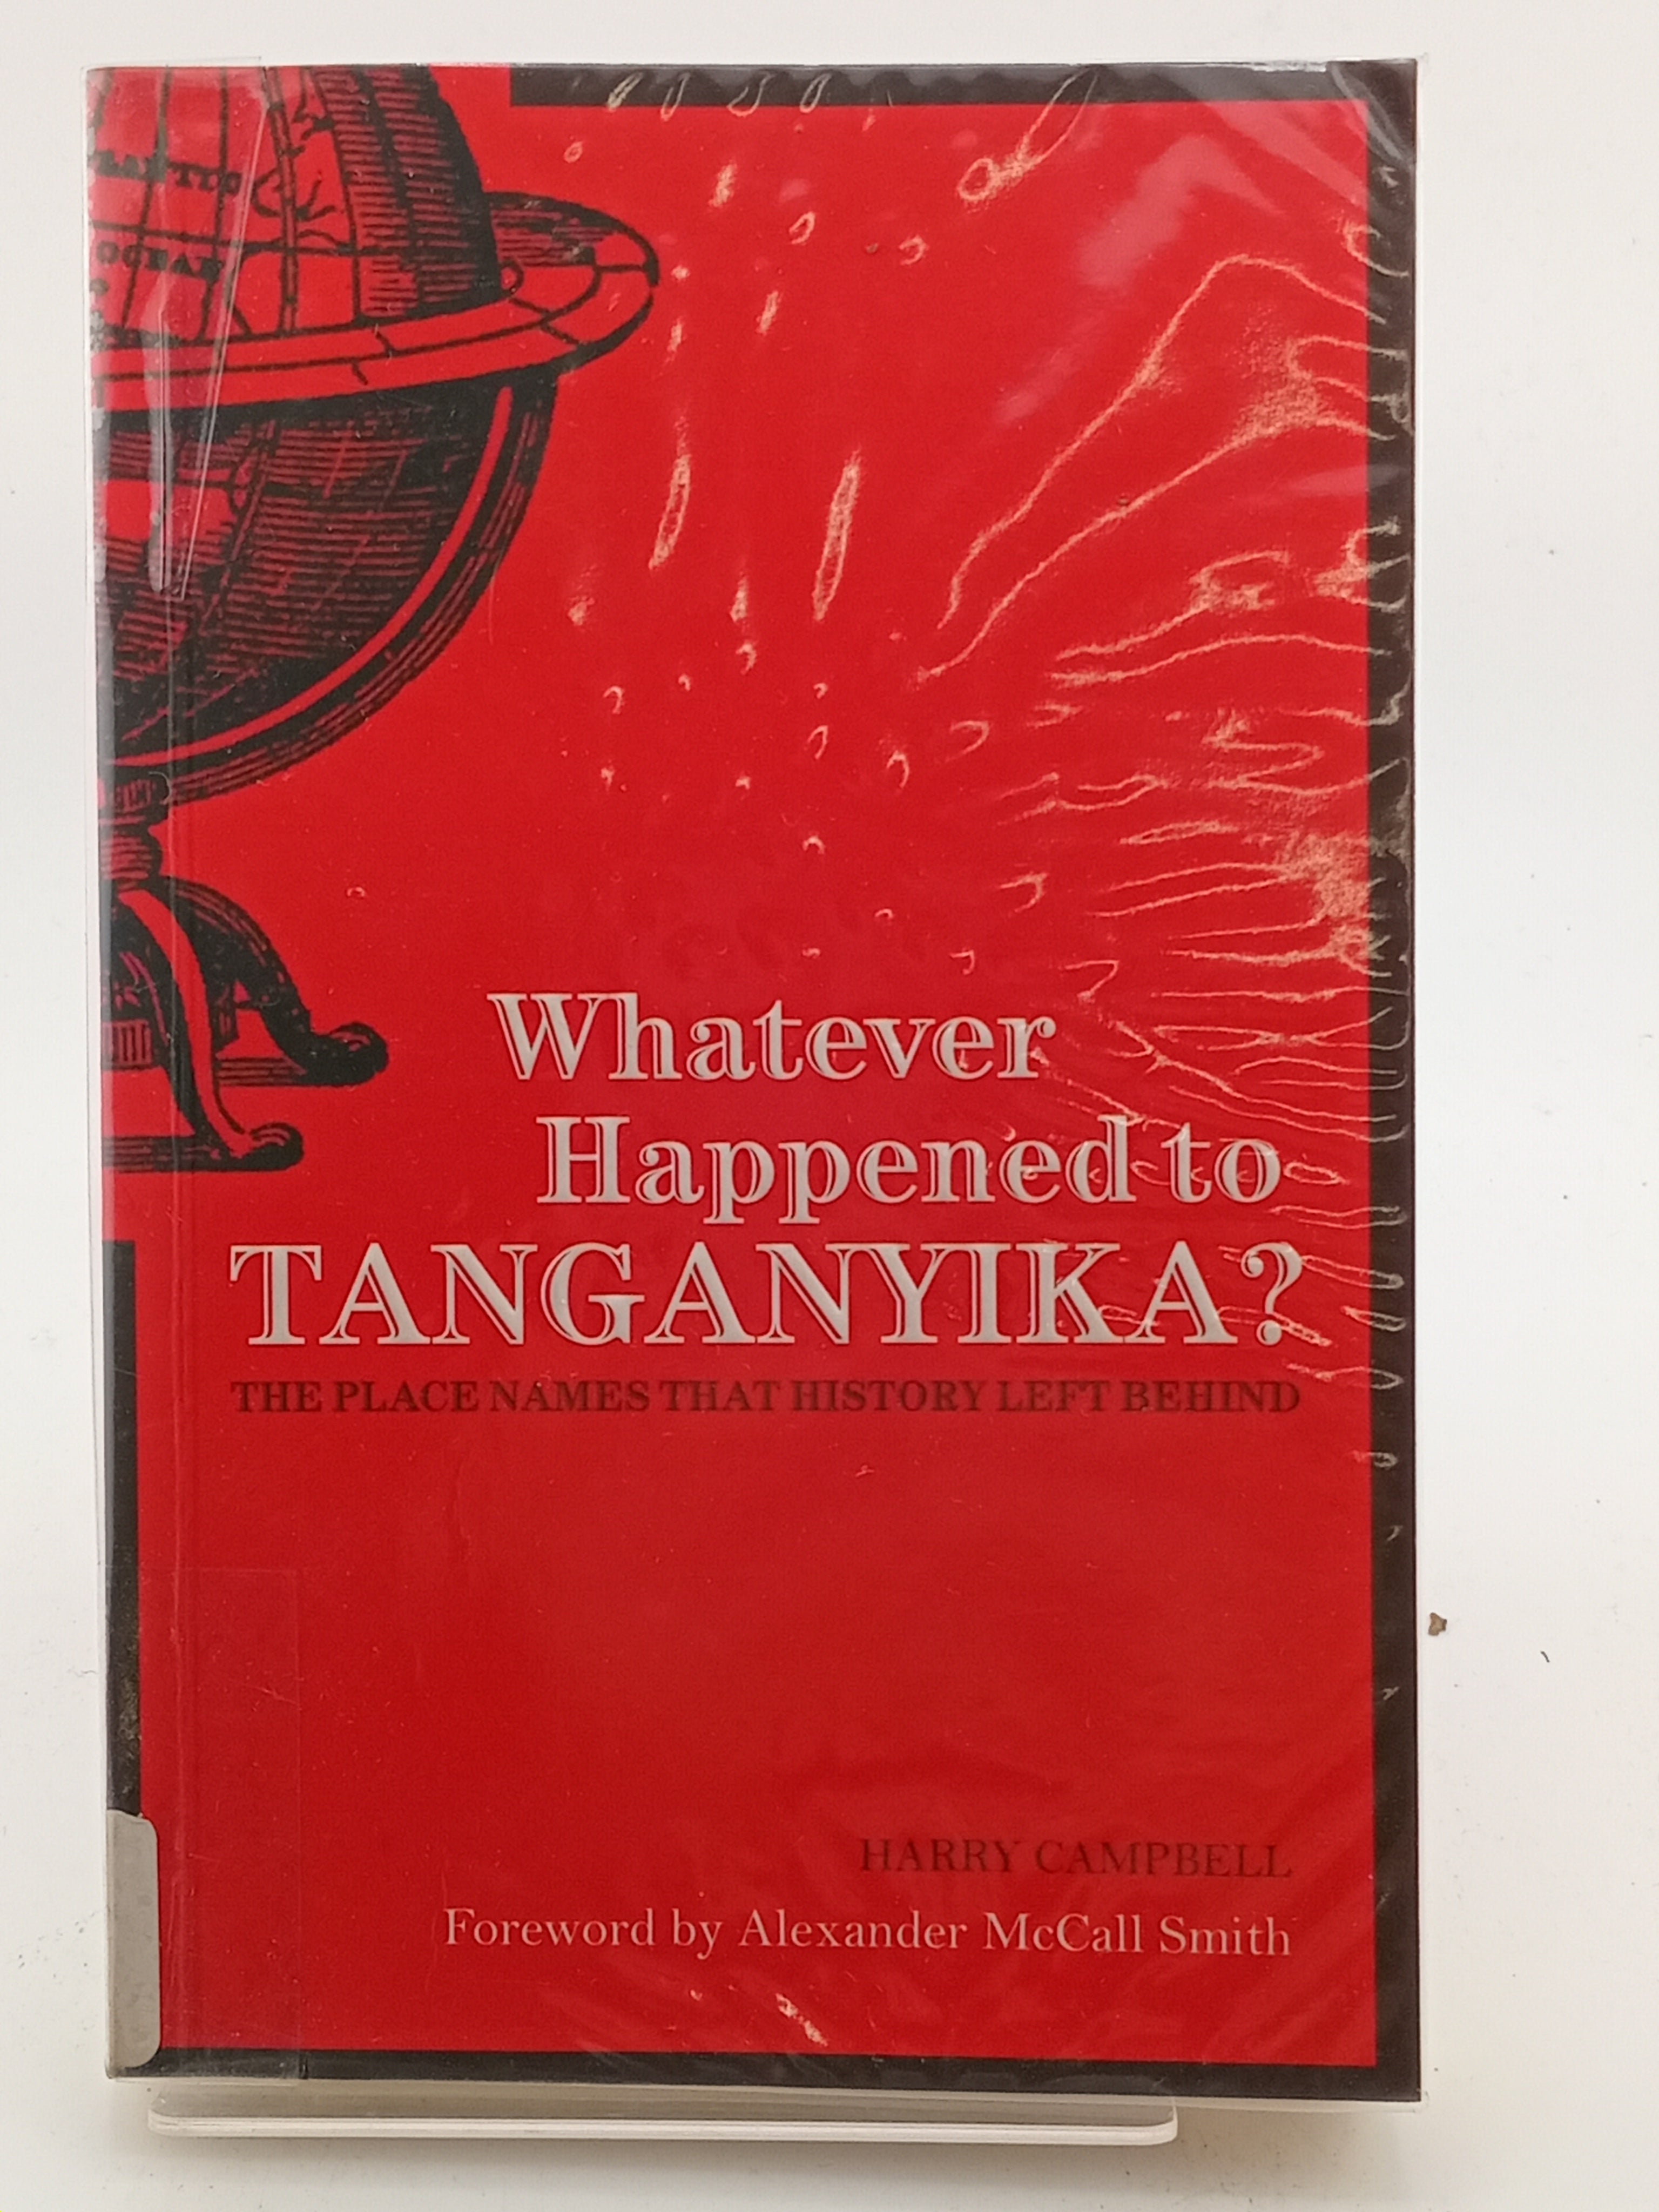 Whatever
Happened to
TANGANYIKA?
THE PLACE NAMES THAT HISTORY LEFT BEHIND
HARRY CAMPBELL
Foreword by Alexander McCall Smith